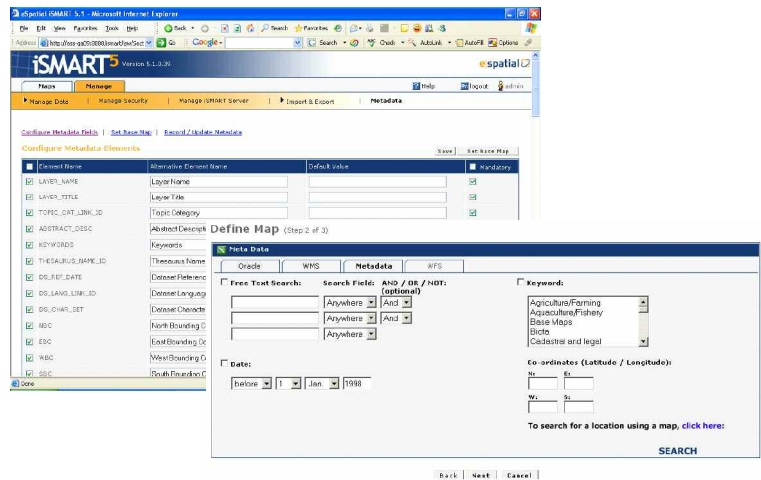 eSpatial iSMART 5.1 - Microsoft Internet Explorer
File Edit View Favorites Tools Help Back Search Favorites
Address Go Google Search Check AutoLink AutoFill Options
iSMART5 Version 5.1.0.39 espatial
Maps Manage Help logout admin
Manage Data | Manage Security | Manage iSMART Server | Import & Export | Metadata
Configure Metadata Fields | Set Base Map | Record / Update Metadata
Configure Metadata Elements Save Set Base Map
Element Name Alternative Element Name Default Value Mandatory
LAYER_NAME Layer Name
LAYER_TITLE Layer Title
TOPIC_CAT_LINK_ID Topic Category
ABSTRACT_DESC Abstract Descripti
KEYWORDS Keywords
THESAURUS_NAME_ID Thesaurus Name
DS_REF_DATE Dataset Referenc
DS_LANG_LINK_ID Dataset Language
DS_CHAR_SET Dataset Characte
NBC North Bounding C
EBC East Bounding Co
WBC West Bounding C
SBC South Bounding C
Done
Define Map (Step 2 of 3)
Meta Data
Oracle WMS Metadata WFS
Free Text Search: Search Field: AND / OR / NOT: Keyword:
(optional)
Anywhere And Agriculture/Farming
Aquaculture/Fishery
Anywhere And Base Maps
Biota
Anywhere Cadastral and legal
Date: Co-ordinates (Latitude / Longitude):
before 1 Jan 1998 N: E:
W: S:
To search for a location using a map, click here:
SEARCH
Back Next Cancel